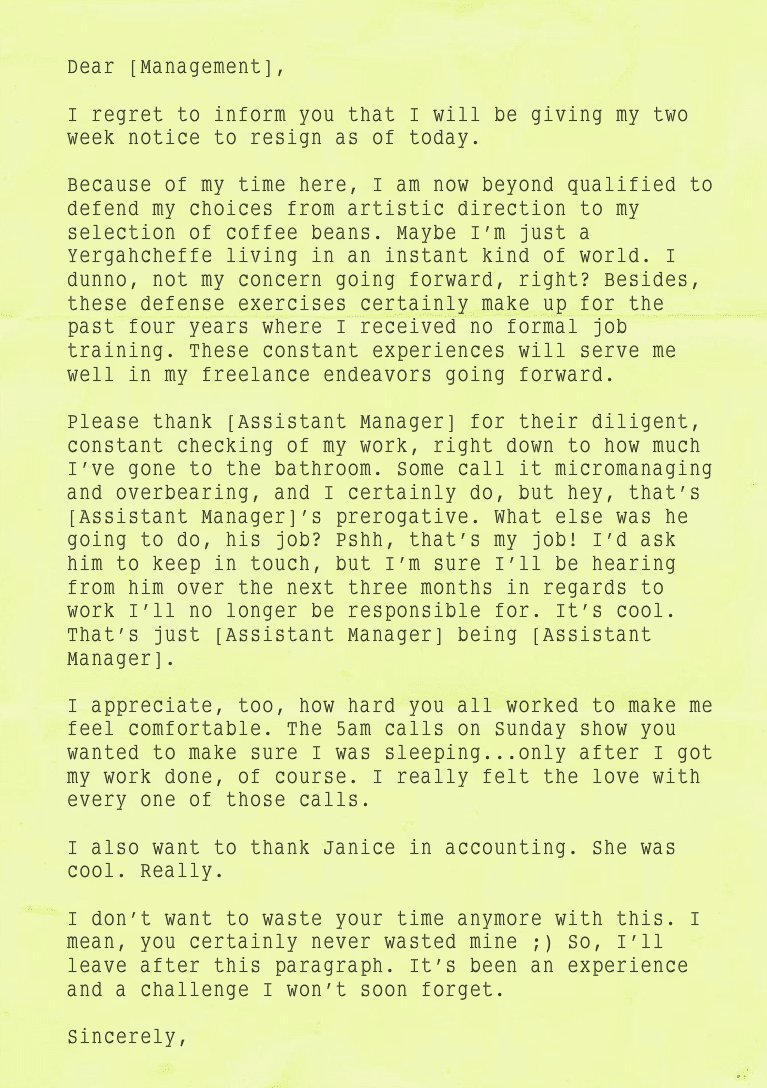 Dear [Management],
I regret to inform you that I will be giving my two
week notice to resign as of today.
Because of my time here, I am now beyond qualified to
defend my choices from artistic direction to my
selection of coffee beans. Maybe I’m just a
Yergahcheffe living in an instant kind of world. I
dunno, not my concern going forward, right? Besides,
these defense exercises certainly make up for the
past four years where I received no formal job
training. These constant experiences will serve me
well in my freelance endeavors going forward.
Please thank [Assistant Manager] for their diligent,
constant checking of my work, right down to how much
I’ve gone to the bathroom. Some call it micromanaging
and overbearing, and I certainly do, but hey, that’s
[Assistant Manager]’s prerogative. What else was he
going to do, his job? Pshh, that’s my job! I’d ask
him to keep in touch, but I’m sure I’ll be hearing
from him over the next three months in regards to
work I’ll no longer be responsible for. It’s cool.
That’s just [Assistant Manager] being [Assistant
Manager].
I appreciate, too, how hard you all worked to make me
feel comfortable. The 5am calls on Sunday show you
wanted to make sure I was sleeping...only after I got
my work done, of course. I really felt the love with
every one of those calls.
I also want to thank Janice in accounting. She was
cool. Really.
I don’t want to waste your time anymore with this. I
mean, you certainly never wasted mine ;) So, I’ll
leave after this paragraph. It’s been an experience
and a challenge I won’t soon forget.
Sincerely,